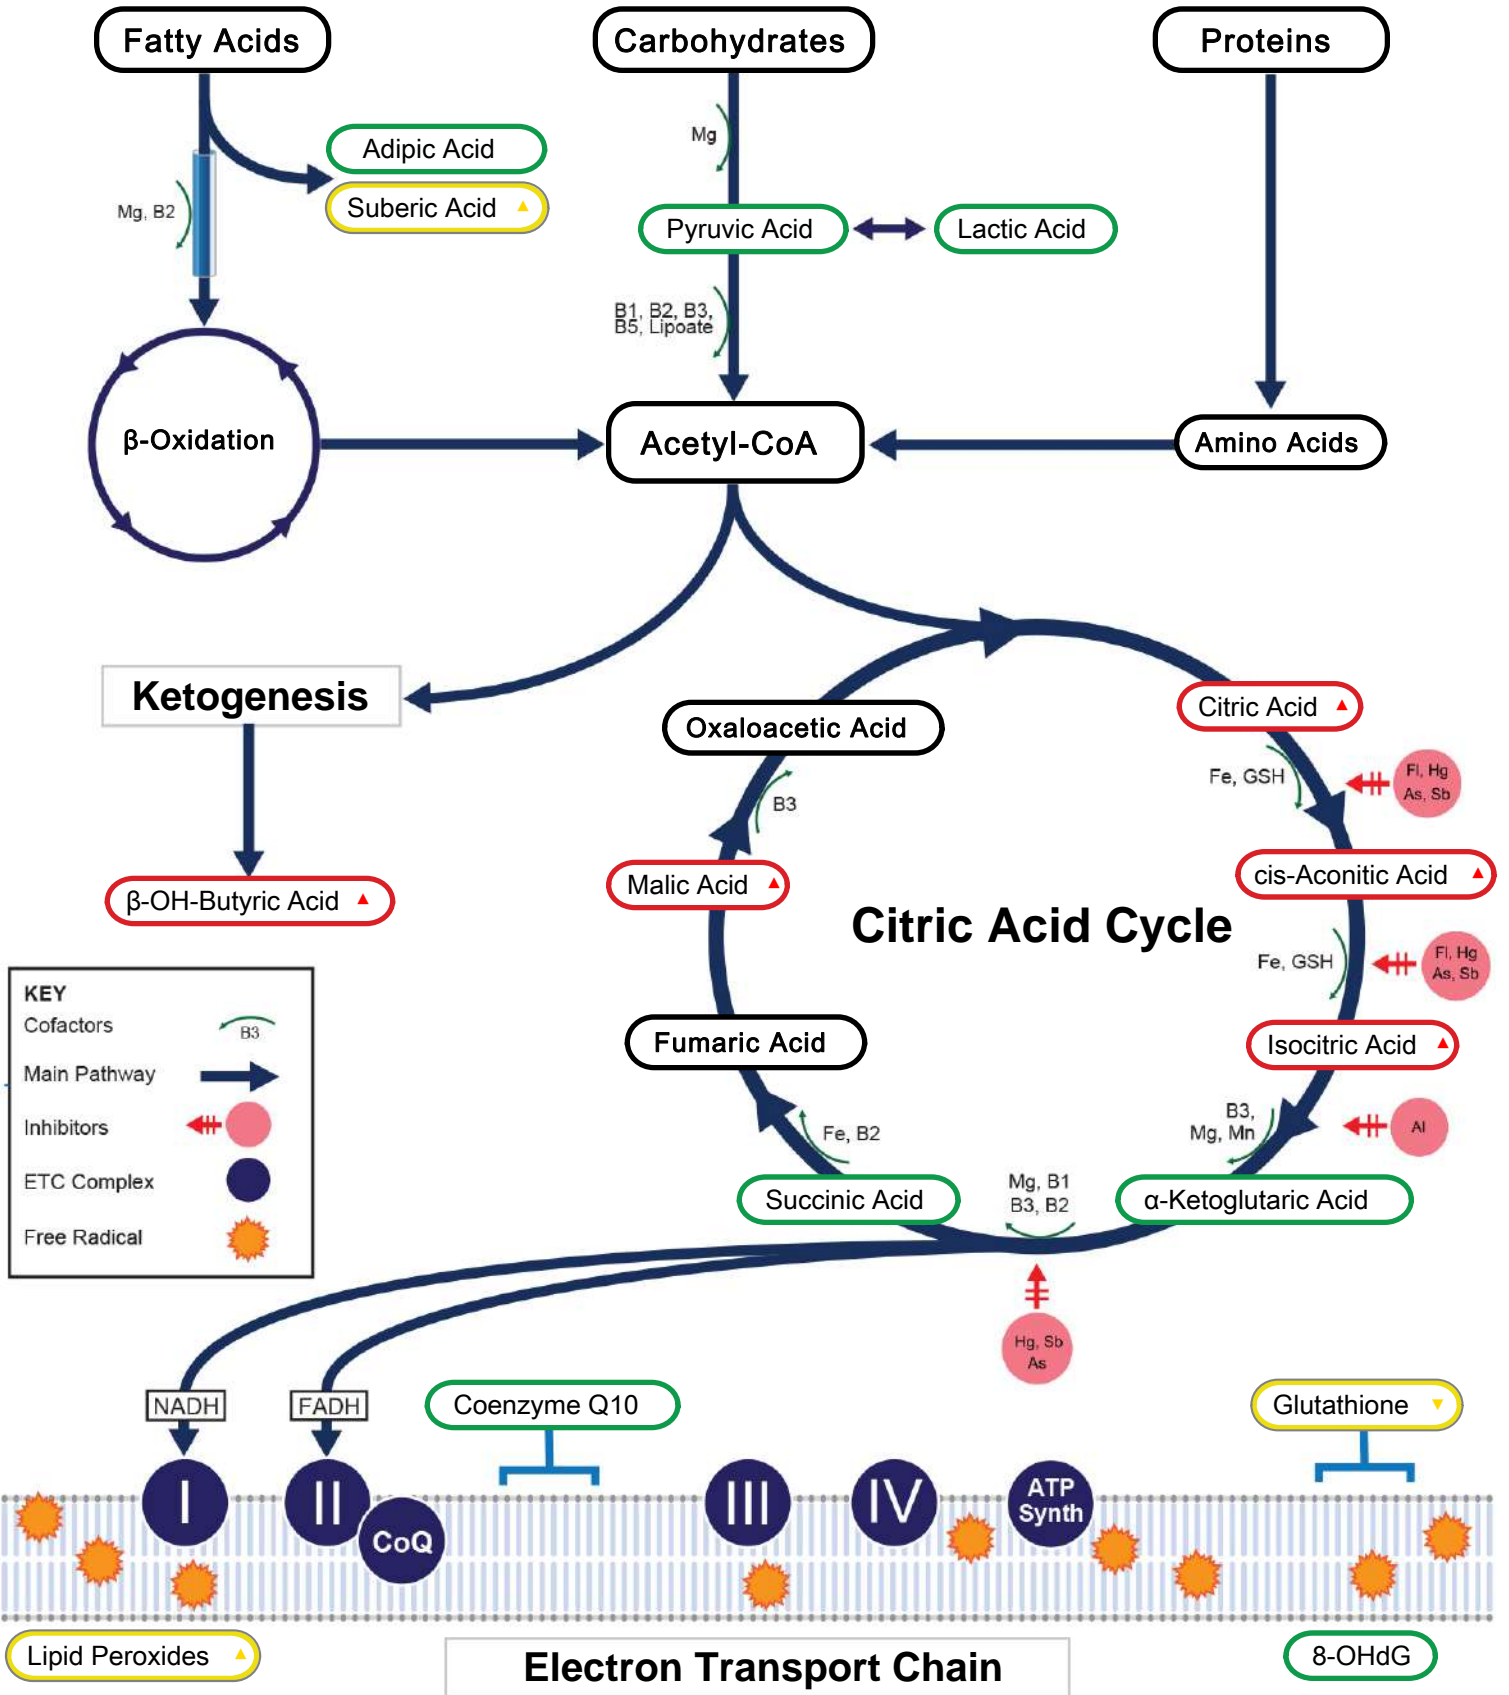 Fatty Acids
Carbohydrates
Proteins
Adipic Acid
Suberic Acid
Mg
Mg, B2
Pyruvic Acid
Lactic Acid
B1, B2, B3,
B5, Lipoate
β-Oxidation
Acetyl-CoA
Amino Acids
Ketogenesis
Oxaloacetic Acid
Citric Acid
Fe, GSH
Fl, Hg
As, Sb
B3
β-OH-Butyric Acid
Malic Acid
cis-Aconitic Acid
Citric Acid Cycle
Fe, GSH
Fl, Hg
As, Sb
KEY
Cofactors
B3
Main Pathway
Inhibitors
ETC Complex
Free Radical
Fumaric Acid
Isocitric Acid
B3,
Mg, Mn
Al
Fe, B2
Succinic Acid
Mg, B1
B3, B2
α-Ketoglutaric Acid
Hg, Sb
As
NADH
FADH
Coenzyme Q10
Glutathione
I
II
CoQ
III
IV
ATP
Synth
Lipid Peroxides
Electron Transport Chain
8-OHdG